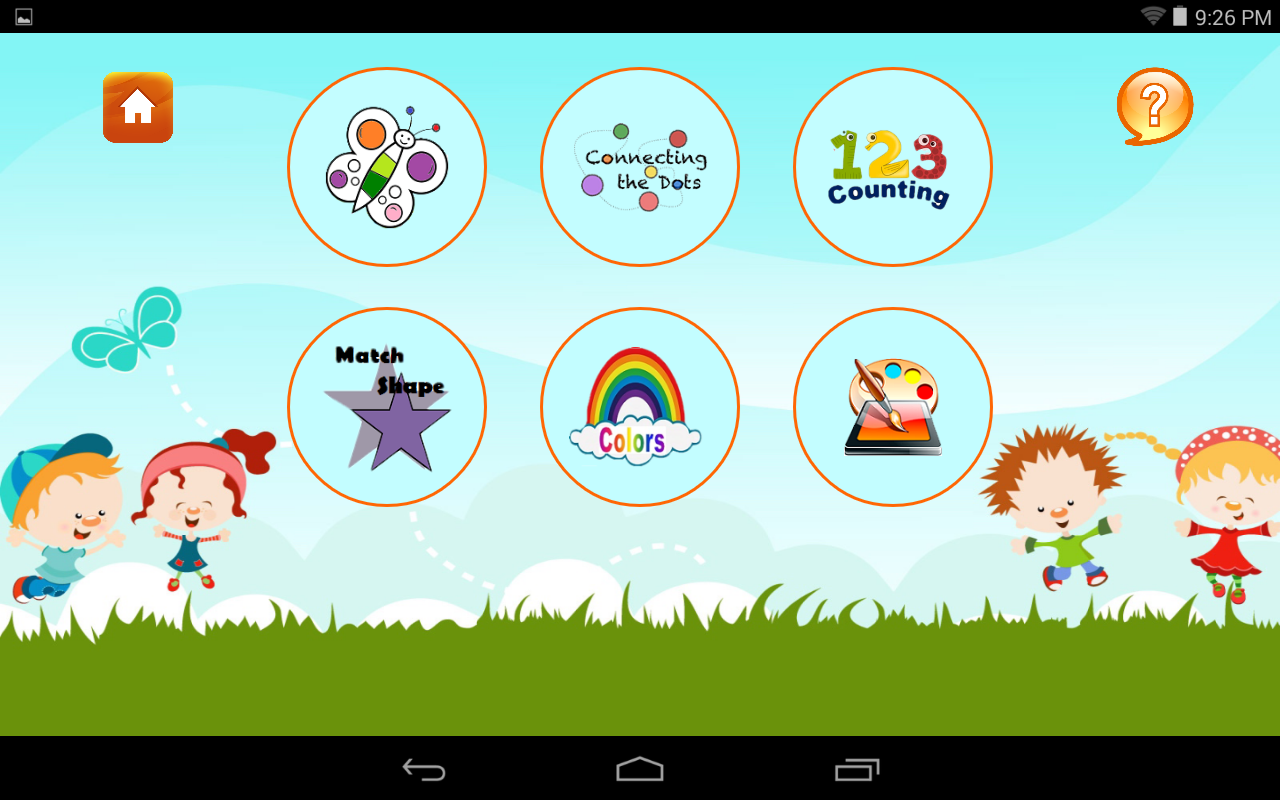 9:26 PM
?
Connecting
the Dots
123
Counting
Match
Shape
Colors